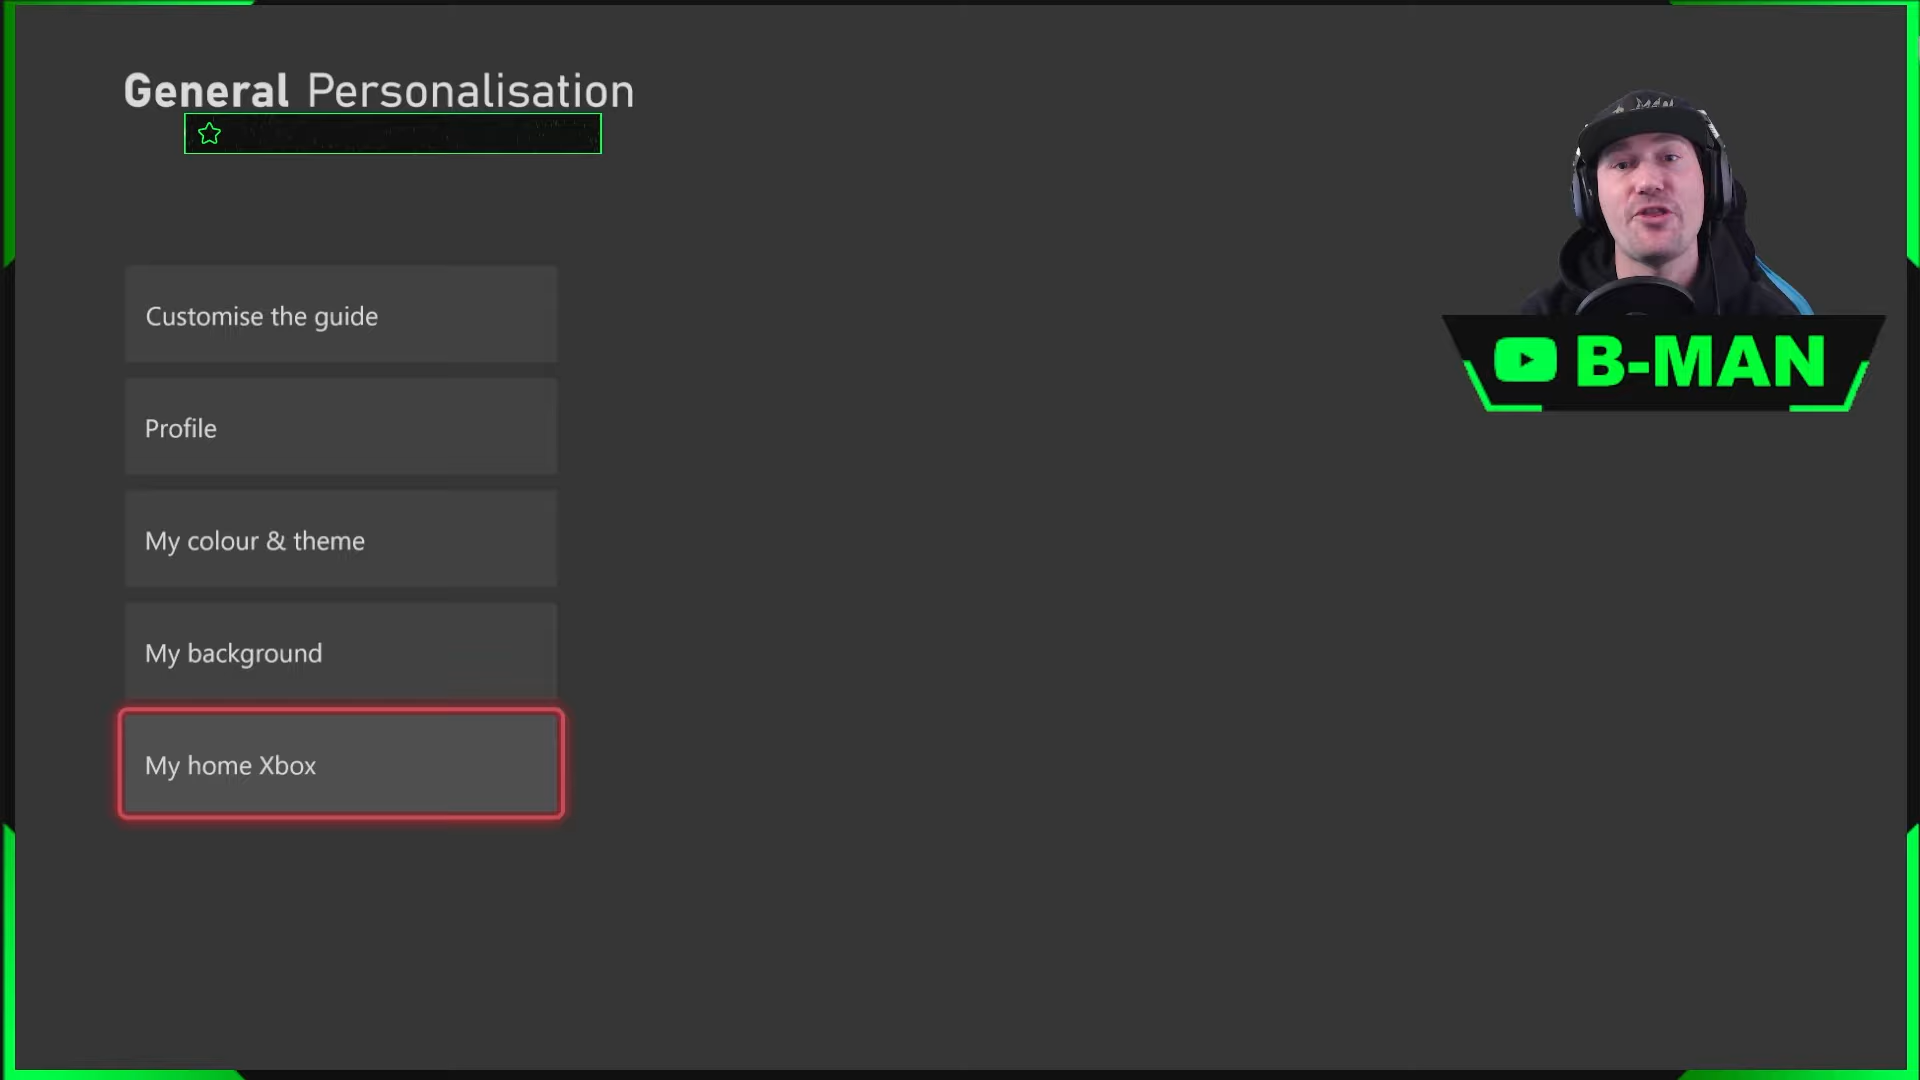 General Personalisation
Customise the guide
Profile
My colour & theme
My background
My home Xbox
B-MAN